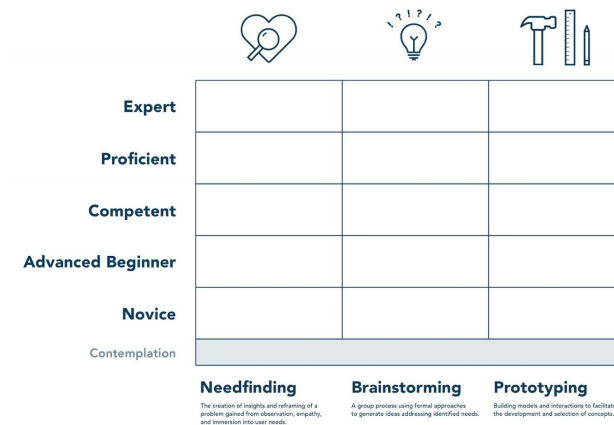 ! ? ! ? ! ?
Expert
Proficient
Competent
Advanced Beginner
Novice
Contemplation
Needfinding
The creation of insights and reframing of a
problem gained from observation, empathy,
and immersion into user needs.
Brainstorming
A group process using formal approaches
to generate ideas addressing identified needs.
Prototyping
Building models and interactions to facilitate
the development and selection of concepts.